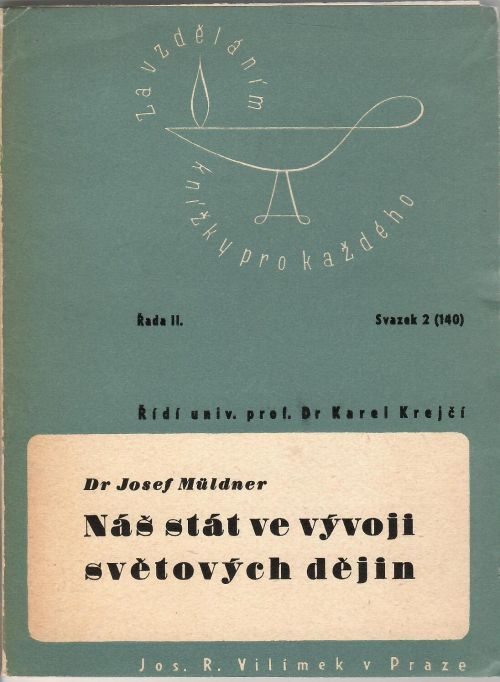 Za vzděláním
knížky pro každého
Řada II.
Svazek 2 (140)
Řídí univ. prof. Dr Karel Krejčí
Dr Josef Müldner
Náš stát ve vývoji
světových dějin
Jos. R. Vilímek v Praze